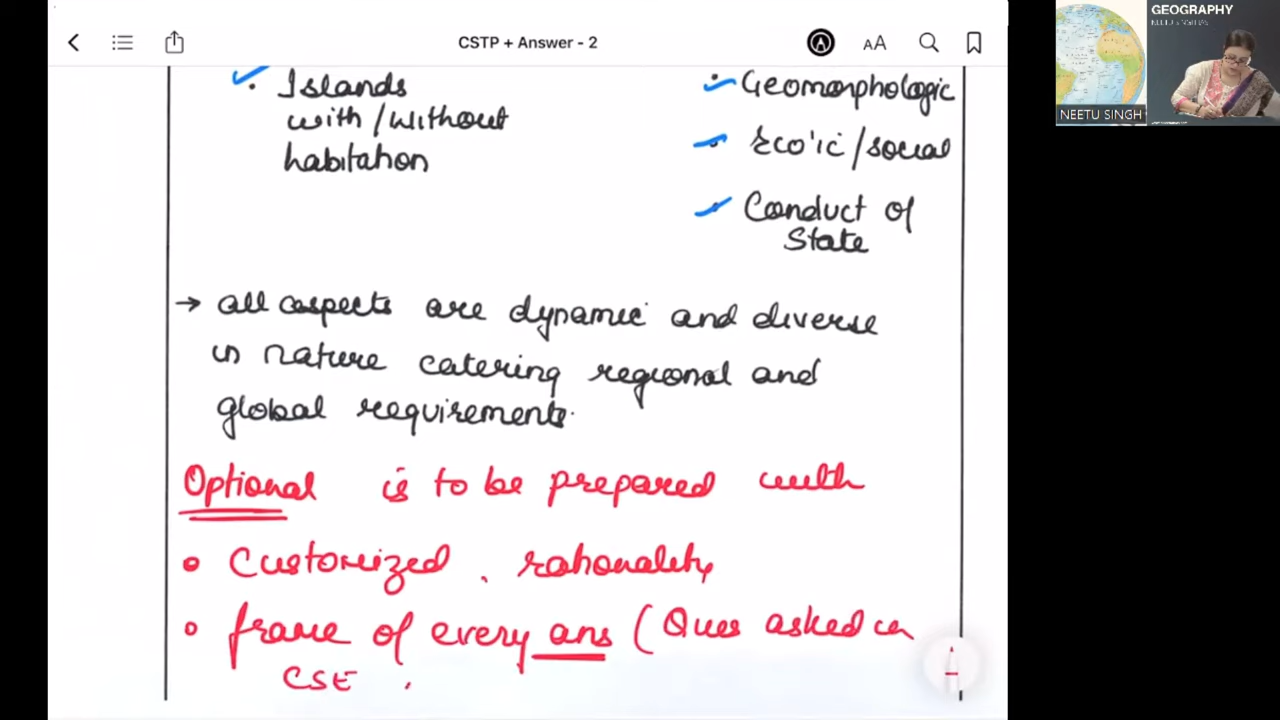 CSTP + Answer - 2
AA
GEOGRAPHY
NEETU SINGH
Islands
with/without
habitation
Geomorphologic
Eco'ic/social
Conduct of
State
→ all aspects are dynamic and diverse
in nature catering regional and
global requirements.
Optional is to be prepared with
Customized, rationality
frame of every ans (Ques asked in
CSE.